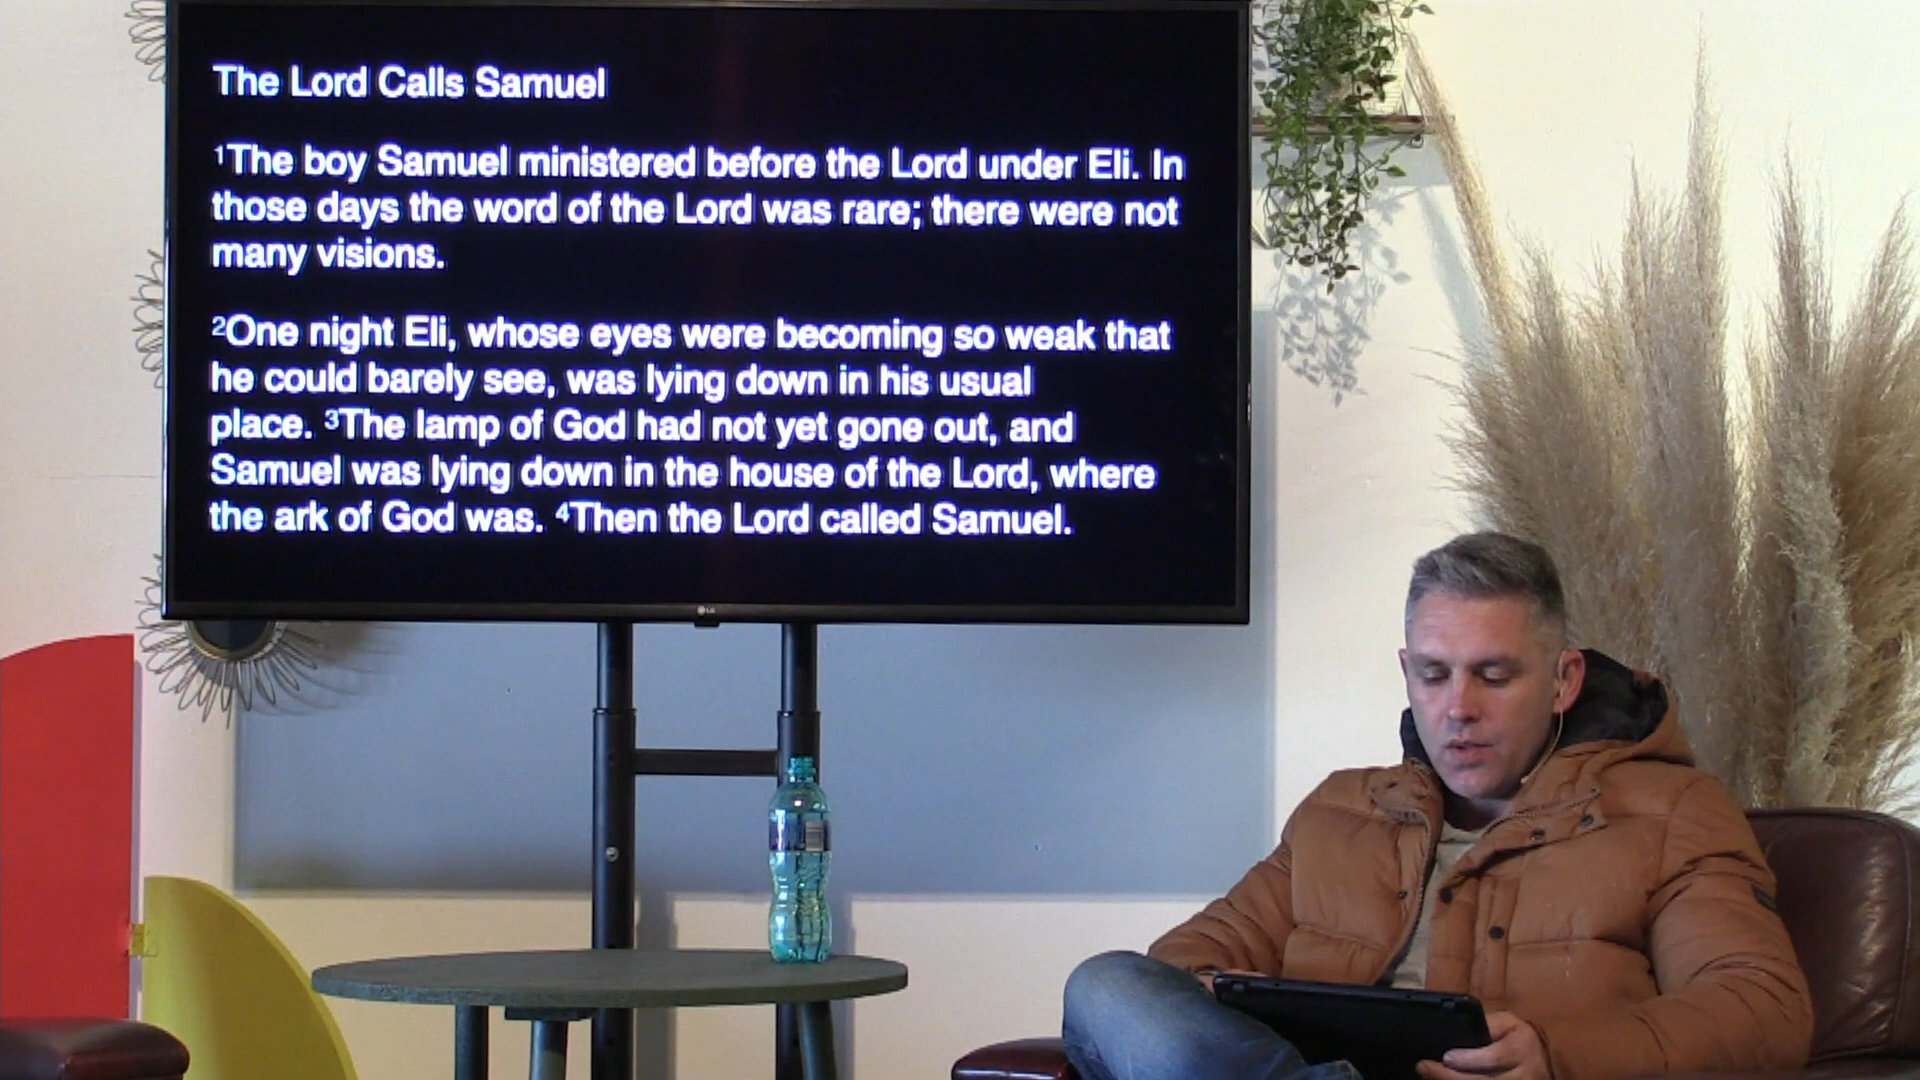 The Lord Calls Samuel
¹The boy Samuel ministered before the Lord under Eli. In
those days the word of the Lord was rare; there were not
many visions.
²One night Eli, whose eyes were becoming so weak that
he could barely see, was lying down in his usual
place. ³The lamp of God had not yet gone out, and
Samuel was lying down in the house of the Lord, where
the ark of God was. ⁴Then the Lord called Samuel.
LG